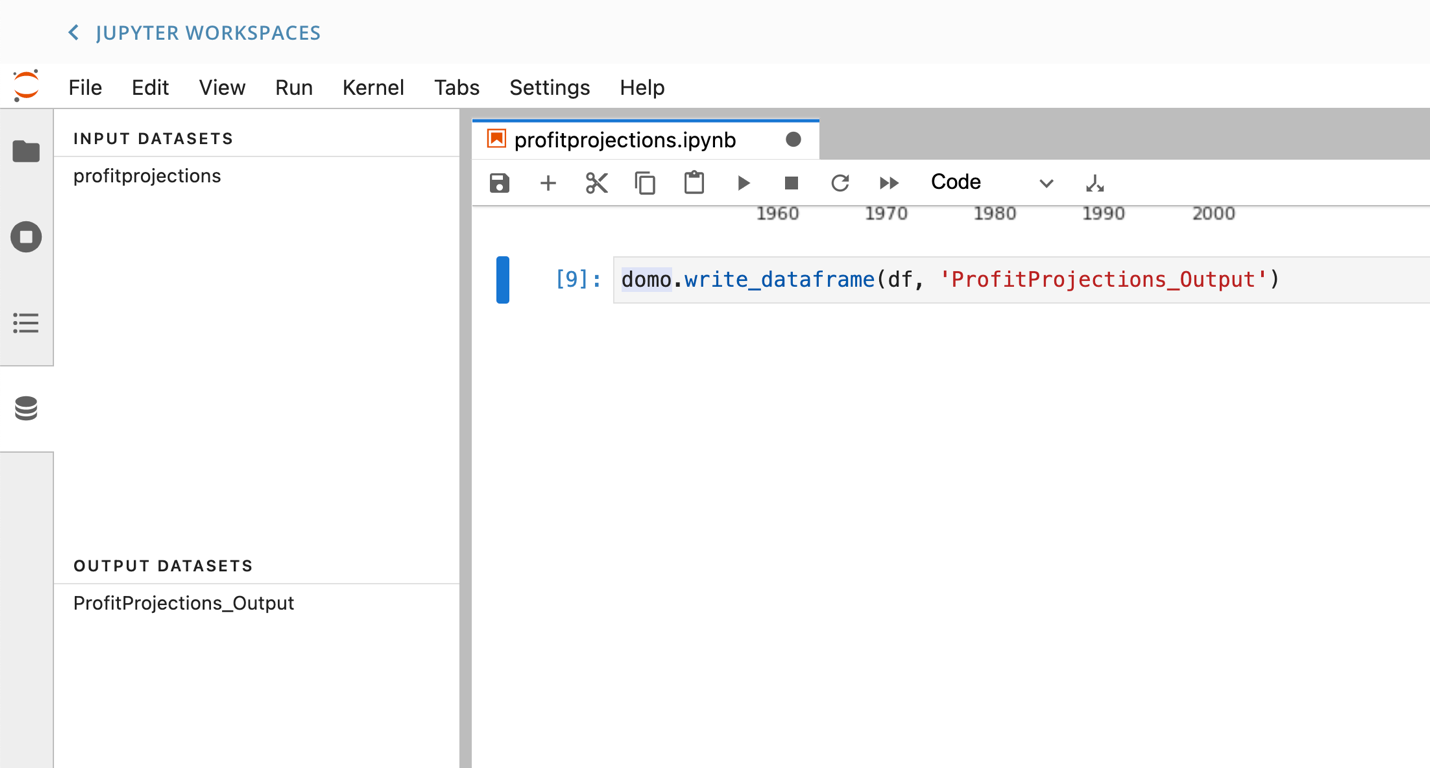 JUPYTER WORKSPACES
File Edit View Run Kernel Tabs Settings Help
INPUT DATASETS
profitprojections
profitprojections.ipynb
Code
1960 1970 1980 1990 2000
[9]: domo.write_dataframe(df, 'ProfitProjections_Output')
OUTPUT DATASETS
ProfitProjections_Output